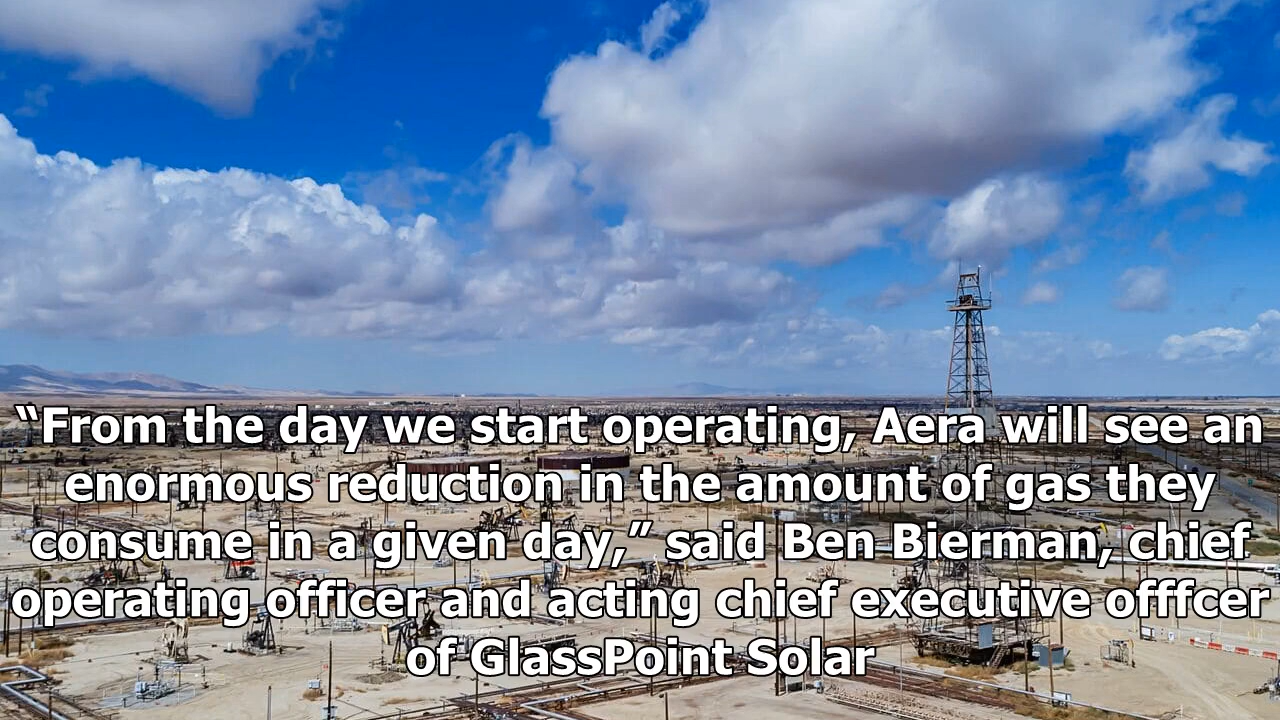 “From the day we start operating, Aera will see an
enormous reduction in the amount of gas they
consume in a given day,” said Ben Bierman, chief
operating officer and acting chief executive offfcer
of GlassPoint Solar